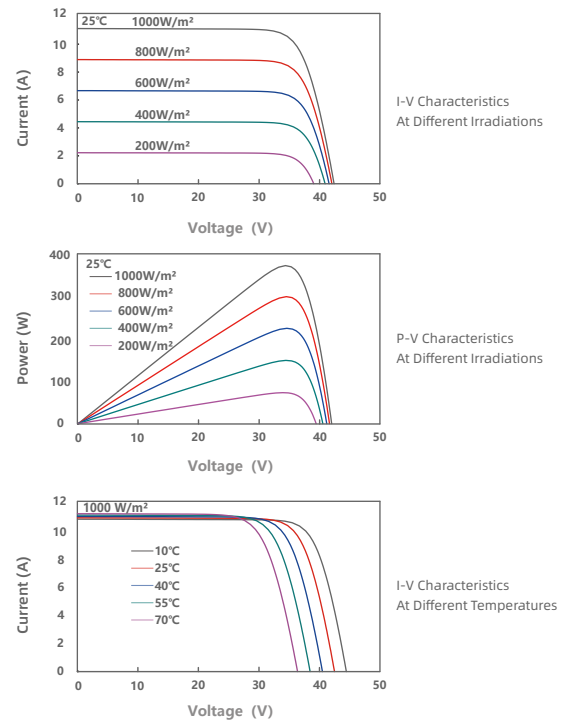 12
25℃
1000W/m²
10
800W/m²
8
600W/m²
6
400W/m²
4
200W/m²
2
0
0
10
20
30
40
50
Current (A)
Voltage (V)
I-V Characteristics
At Different Irradiations
400
25℃
1000W/m²
300
800W/m²
600W/m²
200
400W/m²
200W/m²
100
0
0
10
20
30
40
50
Power (W)
Voltage (V)
P-V Characteristics
At Different Irradiations
12
1000 W/m²
10
10℃
8
25℃
40℃
6
55℃
70℃
4
2
0
0
10
20
30
40
50
Current (A)
Voltage (V)
I-V Characteristics
At Different Temperatures